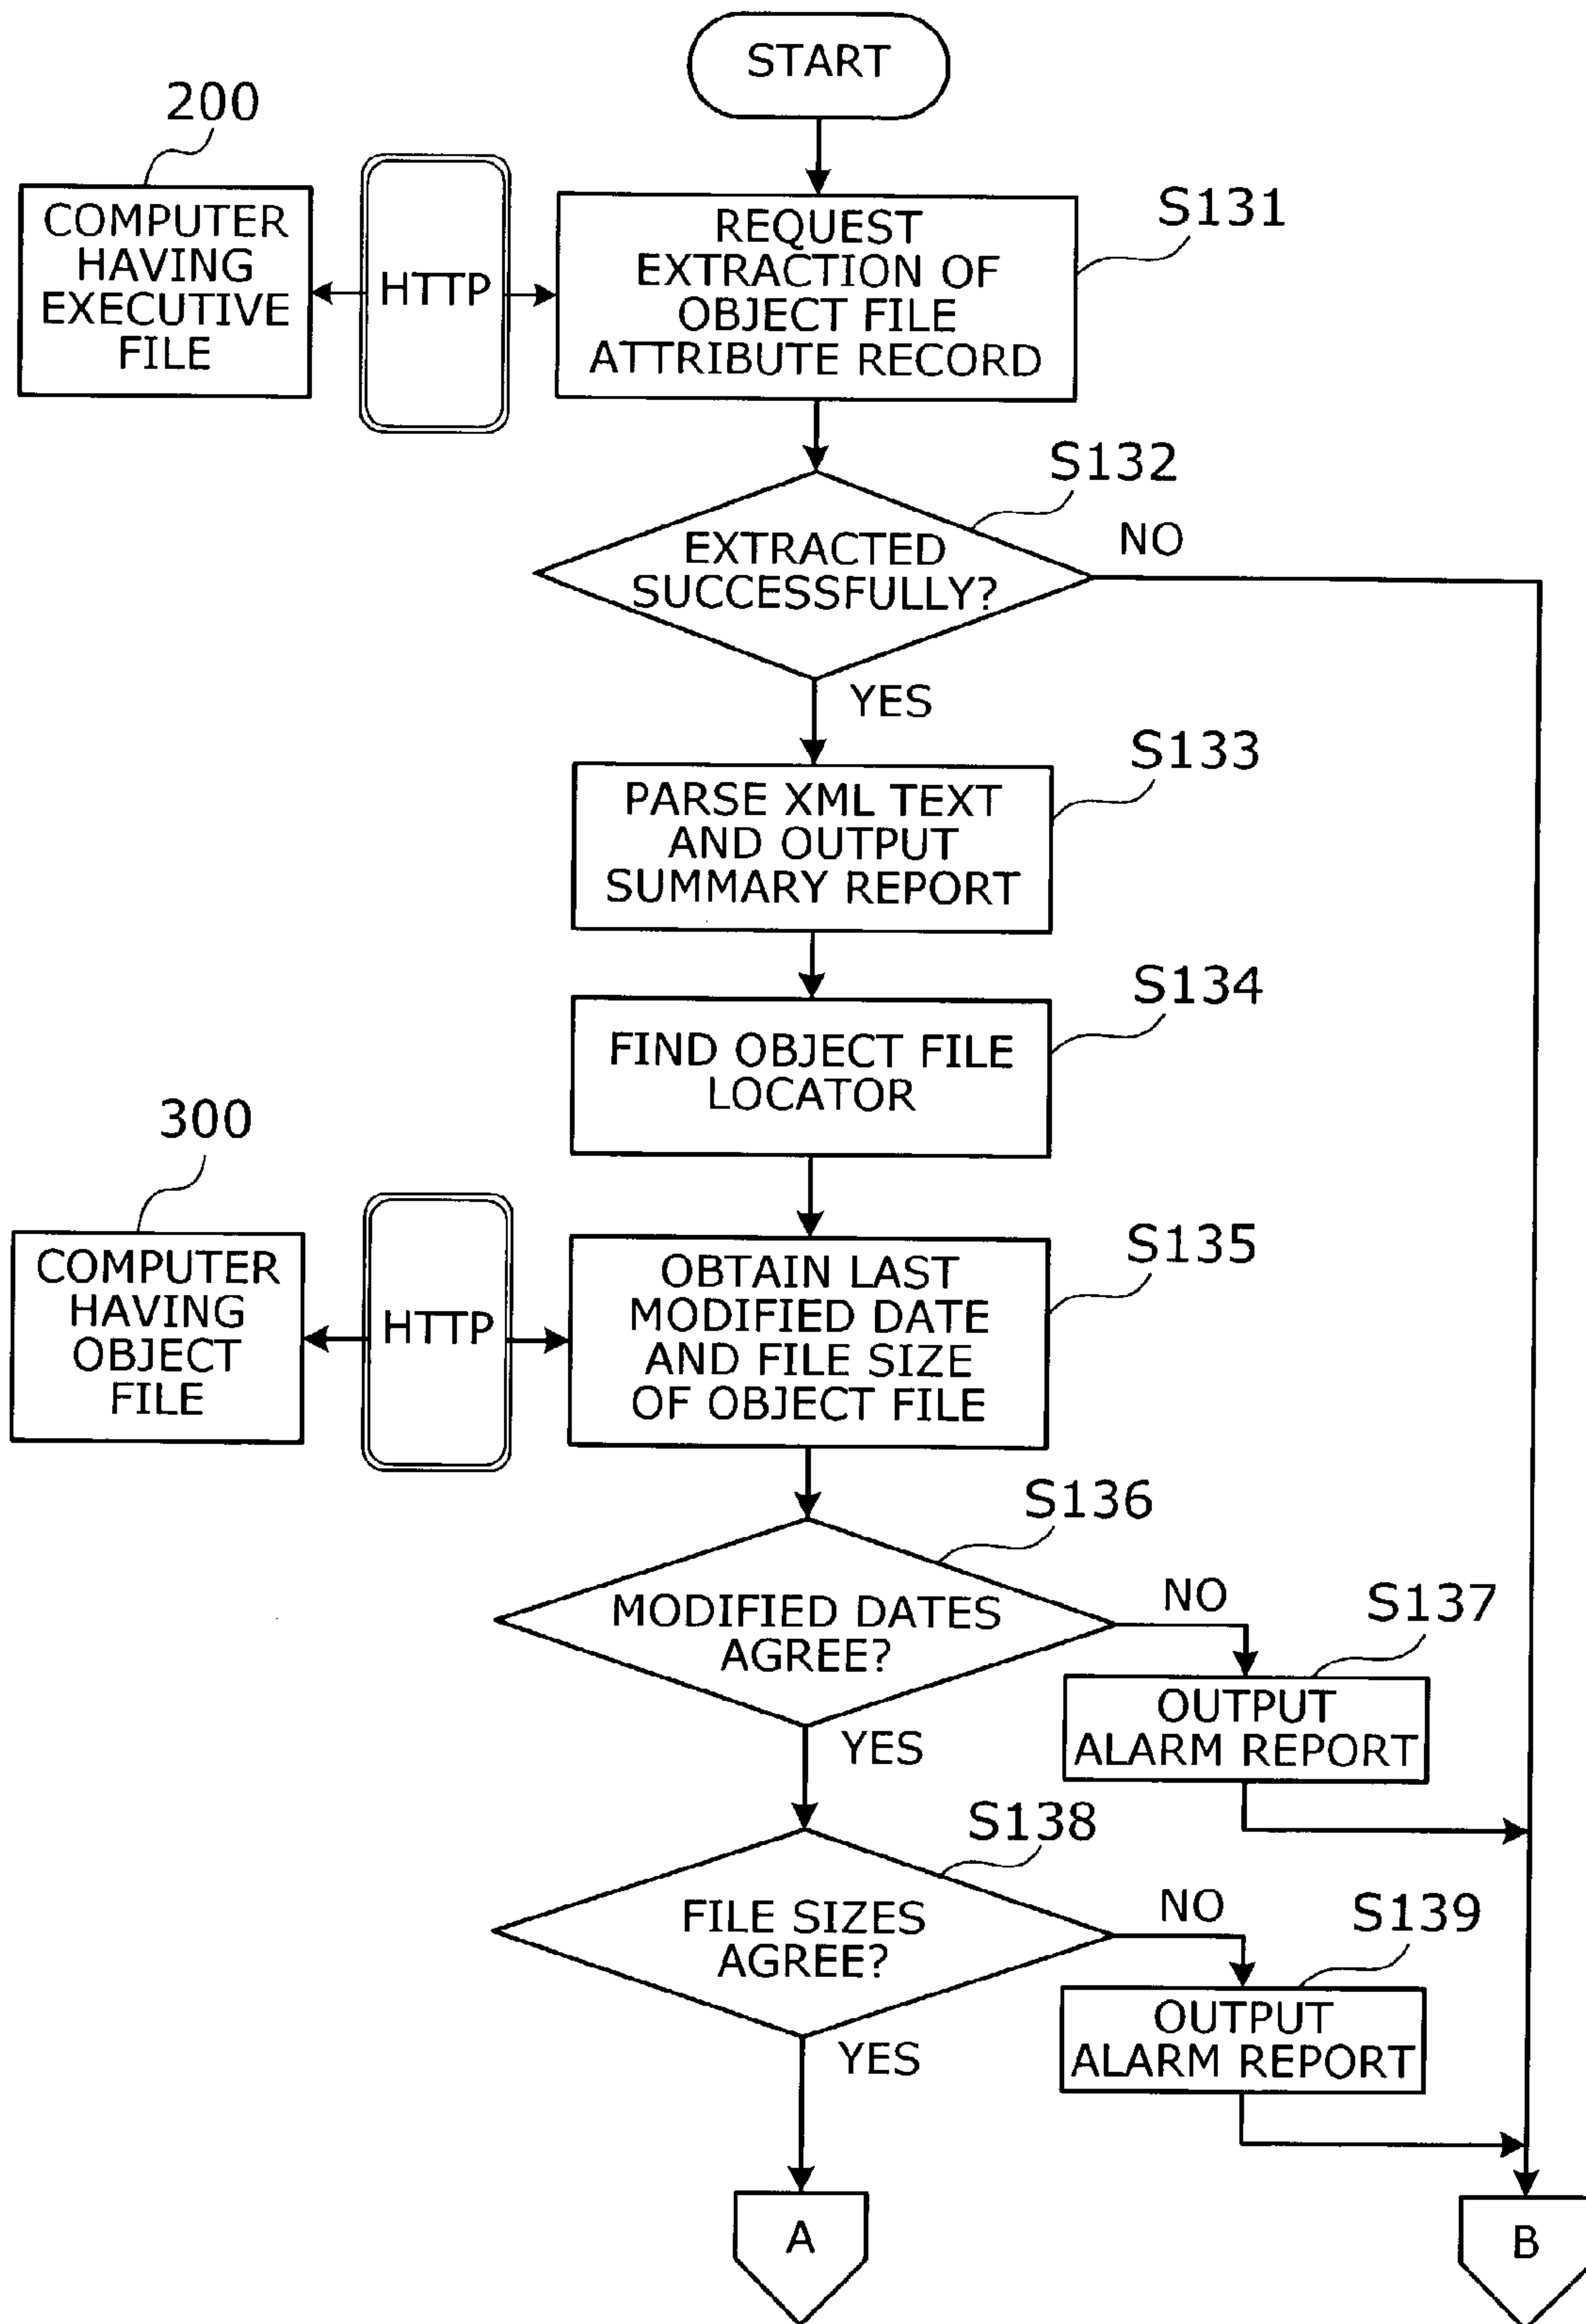 START
200
COMPUTER
HAVING
EXECUTIVE
FILE
HTTP
REQUEST
EXTRACTION OF
OBJECT FILE
ATTRIBUTE RECORD
S131
S132
EXTRACTED
SUCCESSFULLY?
NO
YES
S133
PARSE XML TEXT
AND OUTPUT
SUMMARY REPORT
S134
FIND OBJECT FILE
LOCATOR
300
COMPUTER
HAVING
OBJECT
FILE
HTTP
OBTAIN LAST
MODIFIED DATE
AND FILE SIZE
OF OBJECT FILE
S135
S136
MODIFIED DATES
AGREE?
NO
S137
OUTPUT
ALARM REPORT
YES
S138
FILE SIZES
AGREE?
NO
S139
OUTPUT
ALARM REPORT
YES
A
B